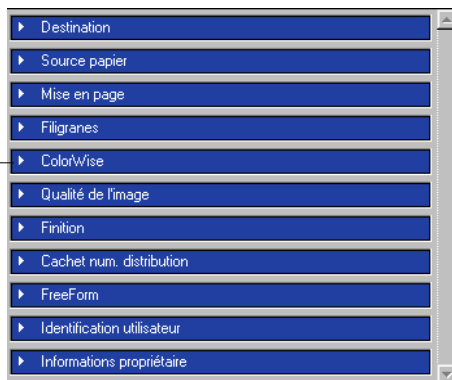 Destination
Source papier
Mise en page
Filigranes
ColorWise
Qualité de l'image
Finition
Cachet num. distribution
FreeForm
Identification utilisateur
Informations propriétaire